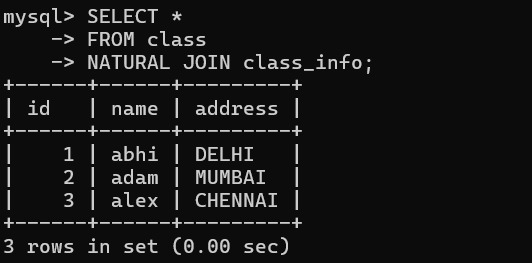 mysql> SELECT *
    -> FROM class
    -> NATURAL JOIN class_info;
+------+------+---------+
| id   | name | address |
+------+------+---------+
|    1 | abhi | DELHI   |
|    2 | adam | MUMBAI  |
|    3 | alex | CHENNAI |
+------+------+---------+
3 rows in set (0.00 sec)